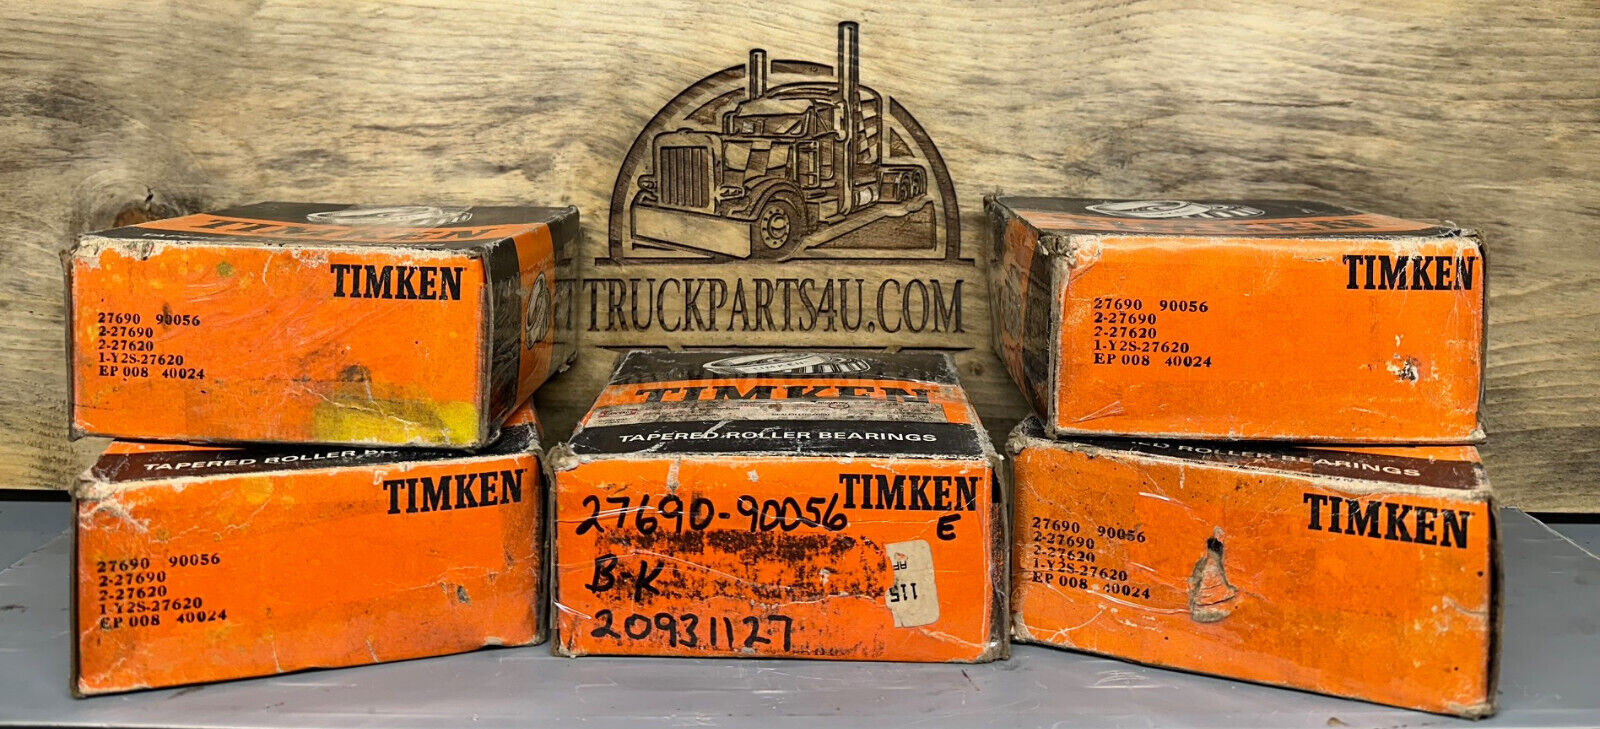 TRUCKPARTS4U.COM
TIMKEN
TIMKEN
27690 90056
2-27690
2-27620
1-Y2S-27620
EP 008 40024
TIMKEN
27690 90056
2-27690
2-27620
1-Y2S-27620
EP 008 40024
TAPERED ROLLER
TIMKEN
27690 90056
2-27690
2-27620
1-Y2S-27620
EP 008 40024
TIMKEN
TAPERED ROLLER BEARINGS
TIMKEN
27690-90056 E
B-K
20931127
115
ROLLER BEARINGS
TIMKEN
27690 90056
2-27690
2-27620
1-Y2S-27620
EP 008 40024